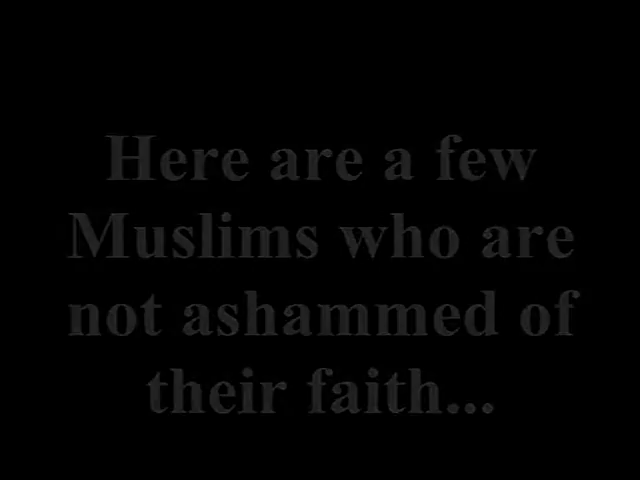 Here are a few
Muslims who are
not ashammed of
their faith...